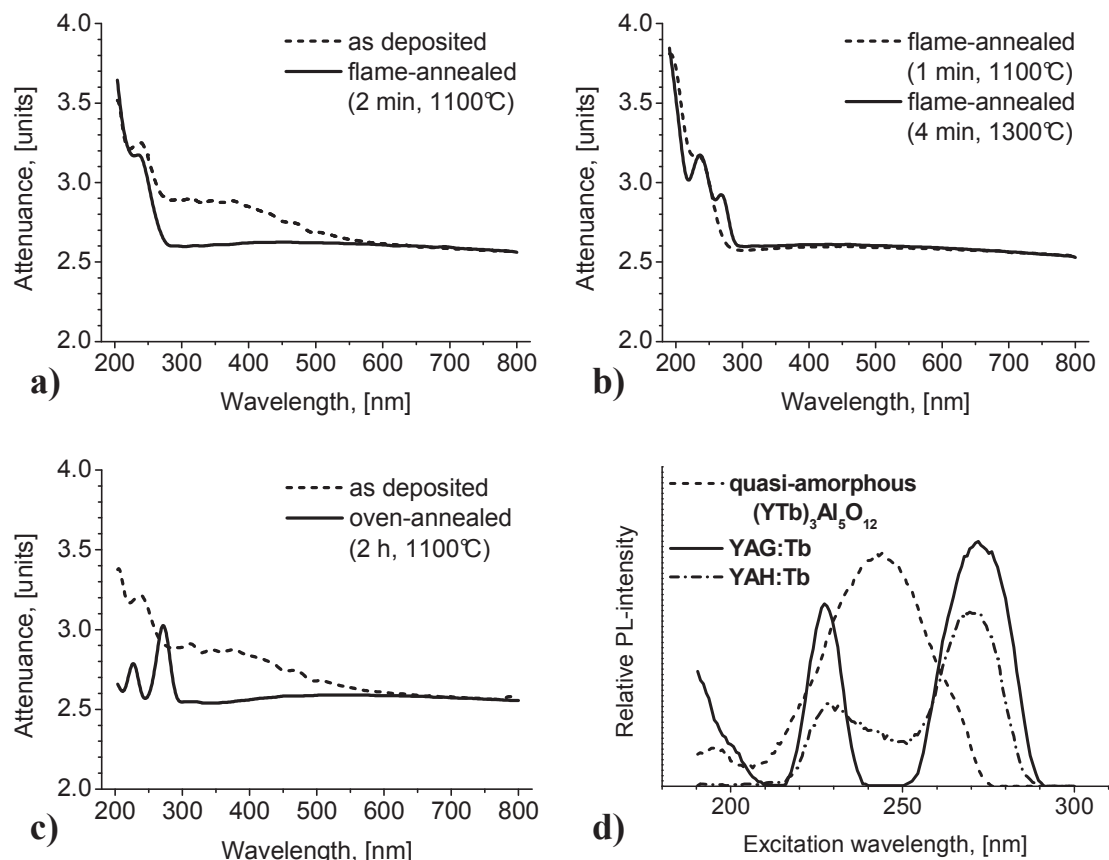 4.0
3.5
3.0
2.5
2.0
Attenuance, [units]
as deposited
flame-annealed
(2 min, 1100℃)
200 300 400 500 600 700 800
Wavelength, [nm]
a)
4.0
3.5
3.0
2.5
2.0
Attenuance, [units]
flame-annealed
(1 min, 1100℃)
flame-annealed
(4 min, 1300℃)
200 300 400 500 600 700 800
Wavelength, [nm]
b)
4.0
3.5
3.0
2.5
2.0
Attenuance, [units]
as deposited
oven-annealed
(2 h, 1100℃)
200 300 400 500 600 700 800
Wavelength, [nm]
c)
Relative PL-intensity
quasi-amorphous
(YTb)₃Al₅O₁₂
YAG:Tb
YAH:Tb
200 250 300
Excitation wavelength, [nm]
d)